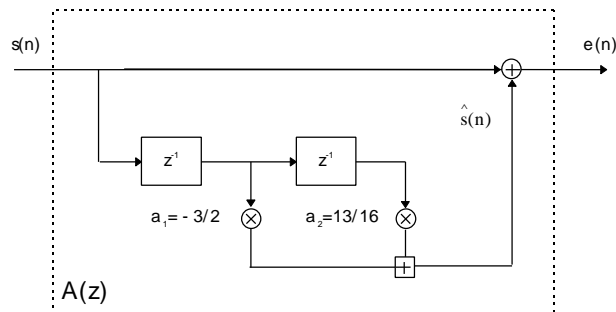 s(n)
e(n)
^
s(n)
z⁻¹
z⁻¹
a₁=- 3/2
a₂=13/16
A(z)